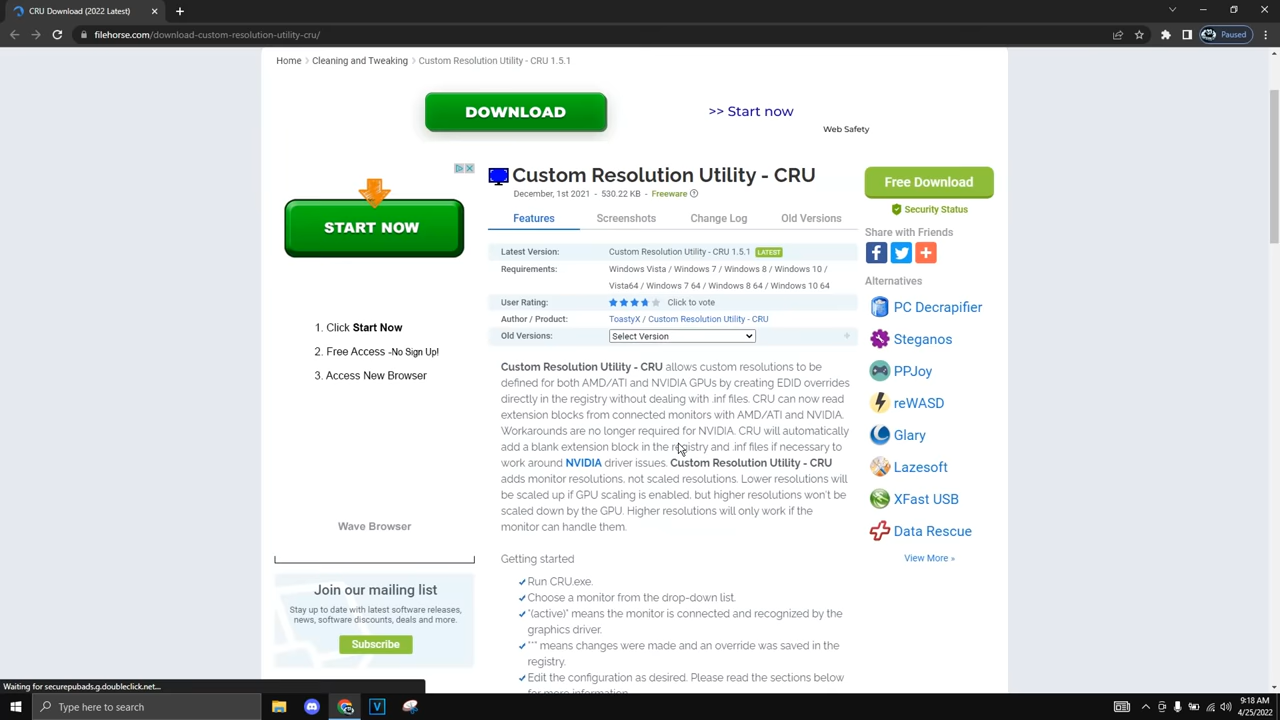 CRU Download (2022 Latest)
filehorse.com/download-custom-resolution-utility-cru/
Paused
Home > Cleaning and Tweaking > Custom Resolution Utility - CRU 1.5.1
DOWNLOAD
>> Start now
Web Safety
START NOW
1. Click Start Now
2. Free Access -No Sign Up!
3. Access New Browser
Wave Browser
Join our mailing list
Stay up to date with latest software releases,
news, software discounts, deals and more.
Subscribe
Custom Resolution Utility - CRU
December, 1st 2021 - 530.22 KB - Freeware
Features
Screenshots
Change Log
Old Versions
Latest Version: Custom Resolution Utility - CRU 1.5.1 LATEST
Requirements: Windows Vista / Windows 7 / Windows 8 / Windows 10 /
Vista64 / Windows 7 64 / Windows 8 64 / Windows 10 64
User Rating: Click to vote
Author / Product: ToastyX / Custom Resolution Utility - CRU
Old Versions: Select Version
Custom Resolution Utility - CRU allows custom resolutions to be
defined for both AMD/ATI and NVIDIA GPUs by creating EDID overrides
directly in the registry without dealing with .inf files. CRU can now read
extension blocks from connected monitors with AMD/ATI and NVIDIA.
Workarounds are no longer required for NVIDIA. CRU will automatically
add a blank extension block in the registry and .inf files if necessary to
work around NVIDIA driver issues. Custom Resolution Utility - CRU
adds monitor resolutions, not scaled resolutions. Lower resolutions will
be scaled up if GPU scaling is enabled, but higher resolutions won't be
scaled down by the GPU. Higher resolutions will only work if the
monitor can handle them.
Getting started
Run CRU.exe.
Choose a monitor from the drop-down list.
"(active)" means the monitor is connected and recognized by the
graphics driver.
"*" means changes were made and an override was saved in the
registry.
Edit the configuration as desired. Please read the sections below
for more information.
Free Download
Security Status
Share with Friends
Alternatives
PC Decrapifier
Steganos
PPJoy
reWASD
Glary
Lazesoft
XFast USB
Data Rescue
View More »
Waiting for securepubads.g.doubleclick.net...
Type here to search
9:18 AM
4/25/2022